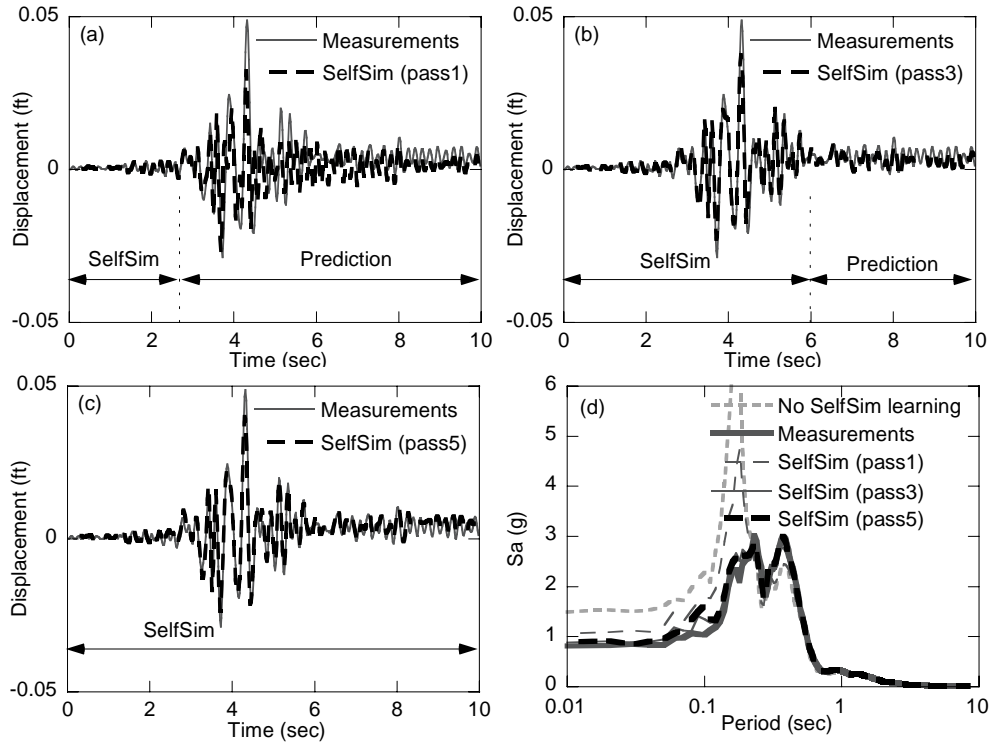 (a)
Measurements
SelfSim (pass1)
0.05
0
-0.05
Displacement (ft)
SelfSim
Prediction
0 2 4 6 8 10
Time (sec)
(b)
Measurements
SelfSim (pass3)
0.05
0
-0.05
Displacement (ft)
SelfSim
Prediction
0 2 4 6 8 10
Time (sec)
(c)
Measurements
SelfSim (pass5)
0.05
0
-0.05
Displacement (ft)
SelfSim
0 2 4 6 8 10
Time (sec)
(d)
No SelfSim learning
Measurements
SelfSim (pass1)
SelfSim (pass3)
SelfSim (pass5)
6
5
4
3
2
1
0
Sa (g)
0.01 0.1 1 10
Period (sec)